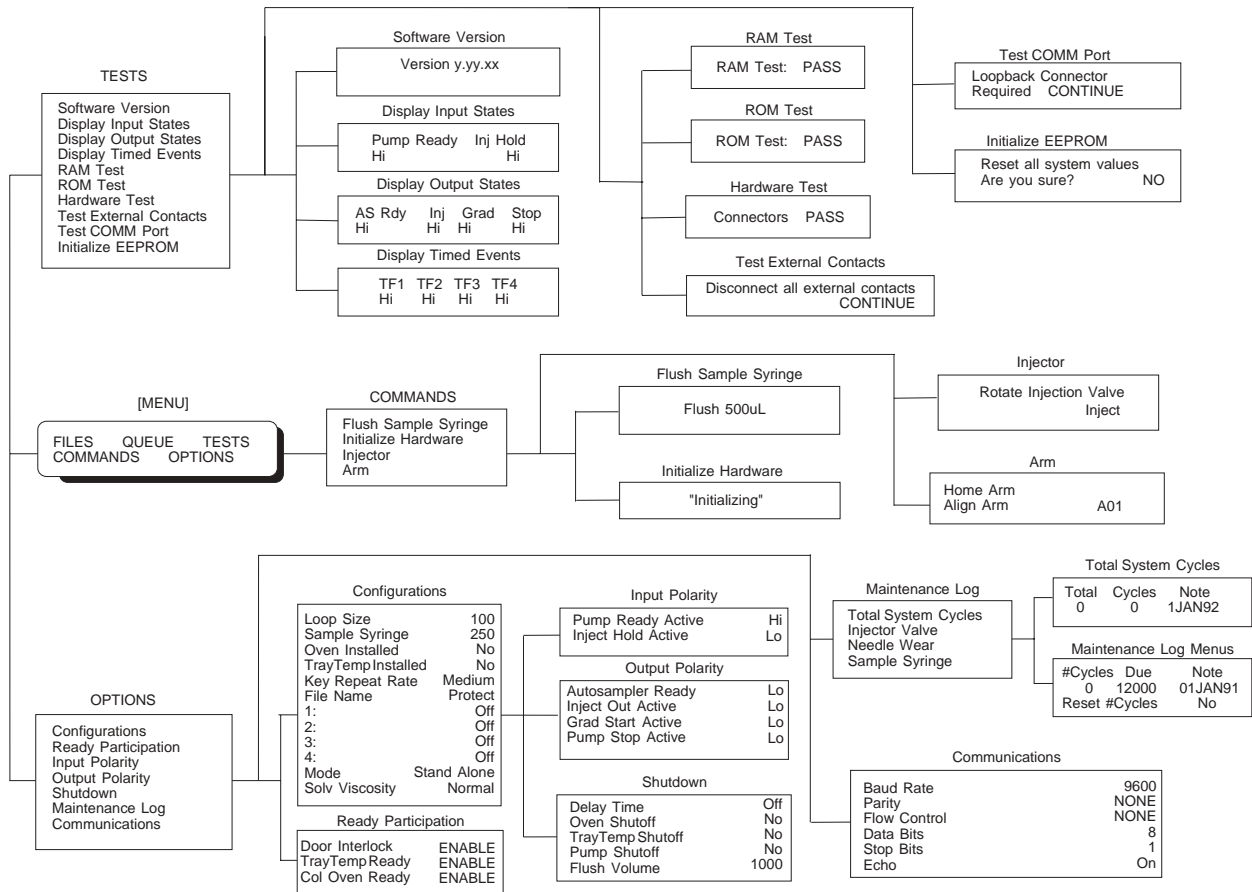 TESTS
Software Version
Display Input States
Display Output States
Display Timed Events
RAM Test
ROM Test
Hardware Test
Test External Contacts
Test COMM Port
Initialize EEPROM
Software Version
Version y.yy.xx
Display Input States
Pump Ready Inj Hold
Hi Hi
Display Output States
AS Rdy Inj Grad Stop
Hi Hi Hi Hi
Display Timed Events
TF1 TF2 TF3 TF4
Hi Hi Hi Hi
RAM Test
RAM Test: PASS
ROM Test
ROM Test: PASS
Hardware Test
Connectors PASS
Test External Contacts
Disconnect all external contacts
CONTINUE
Test COMM Port
Loopback Connector
Required CONTINUE
Initialize EEPROM
Reset all system values
Are you sure? NO
[MENU]
FILES QUEUE TESTS
COMMANDS OPTIONS
COMMANDS
Flush Sample Syringe
Initialize Hardware
Injector
Arm
Flush Sample Syringe
Flush 500uL
Initialize Hardware
"Initializing"
Injector
Rotate Injection Valve
Inject
Arm
Home Arm
Align Arm A01
OPTIONS
Configurations
Ready Participation
Input Polarity
Output Polarity
Shutdown
Maintenance Log
Communications
Configurations
Loop Size 100
Sample Syringe 250
Oven Installed No
TrayTemp Installed No
Key Repeat Rate Medium
File Name Protect
1: Off
2: Off
3: Off
4: Off
Mode Stand Alone
Solv Viscosity Normal
Ready Participation
Door Interlock ENABLE
TrayTemp Ready ENABLE
Col Oven Ready ENABLE
Input Polarity
Pump Ready Active Hi
Inject Hold Active Lo
Output Polarity
Autosampler Ready Lo
Inject Out Active Lo
Grad Start Active Lo
Pump Stop Active Lo
Shutdown
Delay Time Off
Oven Shutoff No
TrayTemp Shutoff No
Pump Shutoff No
Flush Volume 1000
Maintenance Log
Total System Cycles
Injector Valve
Needle Wear
Sample Syringe
Total System Cycles
Total Cycles Note
0 0 1JAN92
Maintenance Log Menus
#Cycles Due Note
0 12000 01JAN91
Reset #Cycles No
Communications
Baud Rate 9600
Parity NONE
Flow Control NONE
Data Bits 8
Stop Bits 1
Echo On